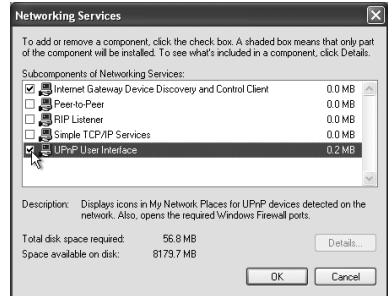 Networking Services
To add or remove a component, click the check box. A shaded box means that only part
of the component will be installed. To see what's included in a component, click Details.
Subcomponents of Networking Services:
Internet Gateway Device Discovery and Control Client 0.0 MB
Peer-to-Peer 0.0 MB
RIP Listener 0.0 MB
Simple TCP/IP Services 0.0 MB
UPnP User Interface 0.2 MB
Description: Displays icons in My Network Places for UPnP devices detected on the
network. Also, opens the required Windows Firewall ports.
Total disk space required: 56.8 MB
Space available on disk: 8179.7 MB
Details...
OK Cancel